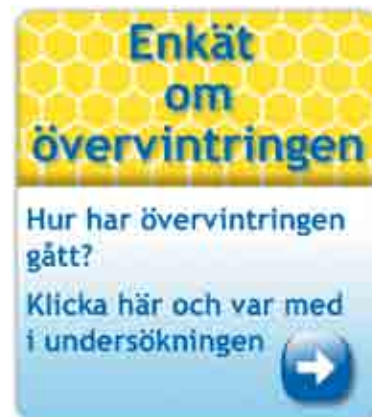 Enkät
om
övervintringen
Hur har övervintringen
gått?
Klicka här och var med
i undersökningen